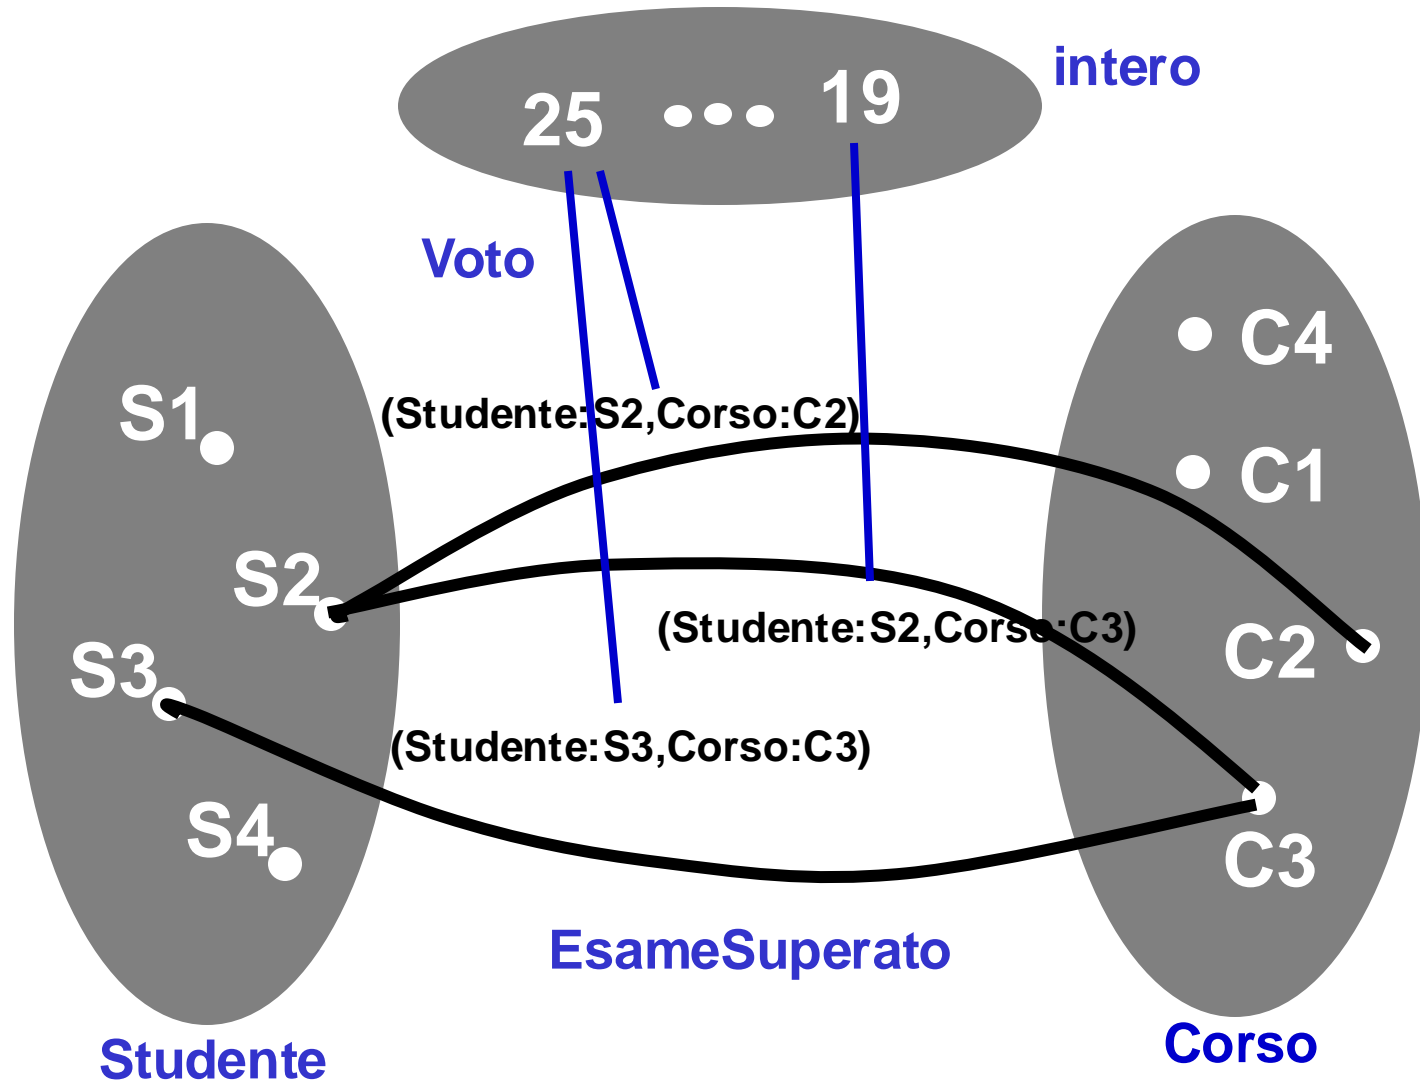 intero
25
19
Voto
C4
S1
(Studente:S2,Corso:C2)
C1
S2
(Studente:S2,Corso:C3)
C2
S3
(Studente:S3,Corso:C3)
S4
C3
EsameSuperato
Studente
Corso